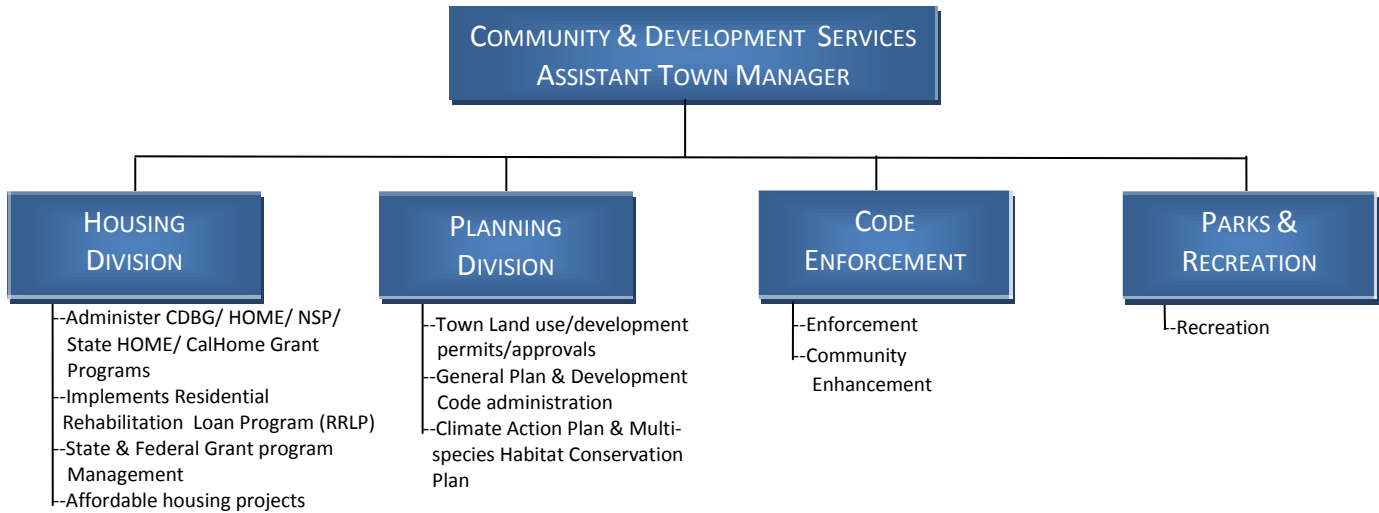 COMMUNITY & DEVELOPMENT SERVICES
ASSISTANT TOWN MANAGER
HOUSING
DIVISION
--Administer CDBG/ HOME/ NSP/
State HOME/ CalHome Grant
Programs
--Implements Residential
Rehabilitation Loan Program (RRLP)
--State & Federal Grant program
Management
--Affordable housing projects
PLANNING
DIVISION
--Town Land use/development
permits/approvals
--General Plan & Development
Code administration
--Climate Action Plan & Multi-
species Habitat Conservation
Plan
CODE
ENFORCEMENT
--Enforcement
--Community
Enhancement
PARKS &
RECREATION
--Recreation